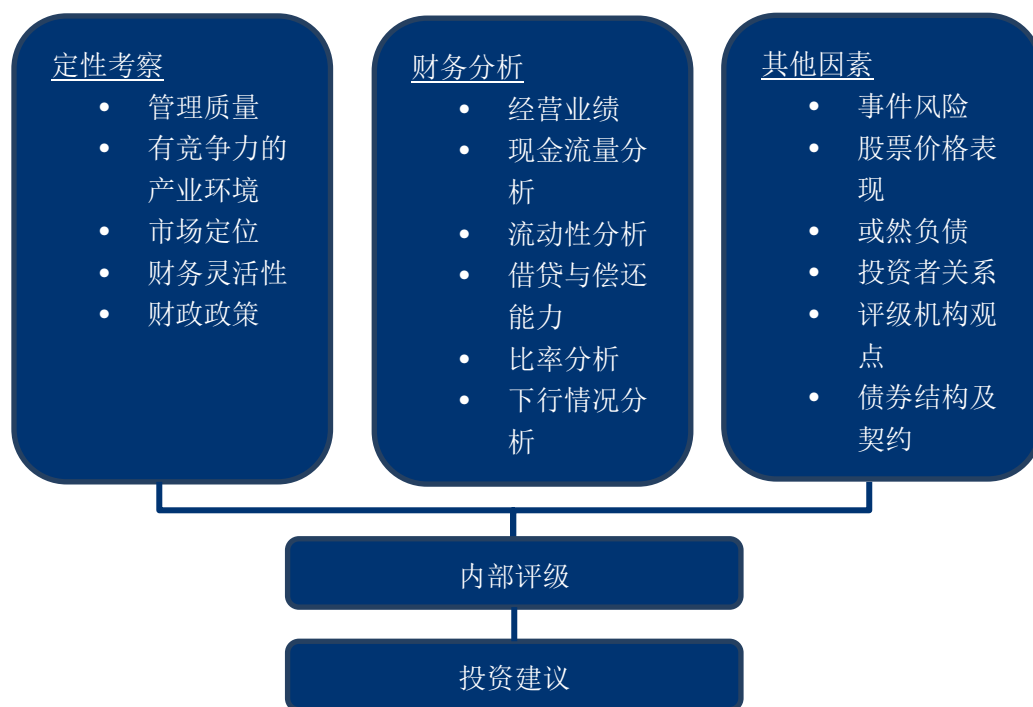 定性考察
• 管理质量
• 有竞争力的
产业环境
• 市场定位
• 财务灵活性
• 财政政策
财务分析
• 经营业绩
• 现金流量分
析
• 流动性分析
• 借贷与偿还
能力
• 比率分析
• 下行情况分
析
其他因素
• 事件风险
• 股票价格表
现
• 或然负债
• 投资者关系
• 评级机构观
点
• 债券结构及
契约
内部评级
投资建议